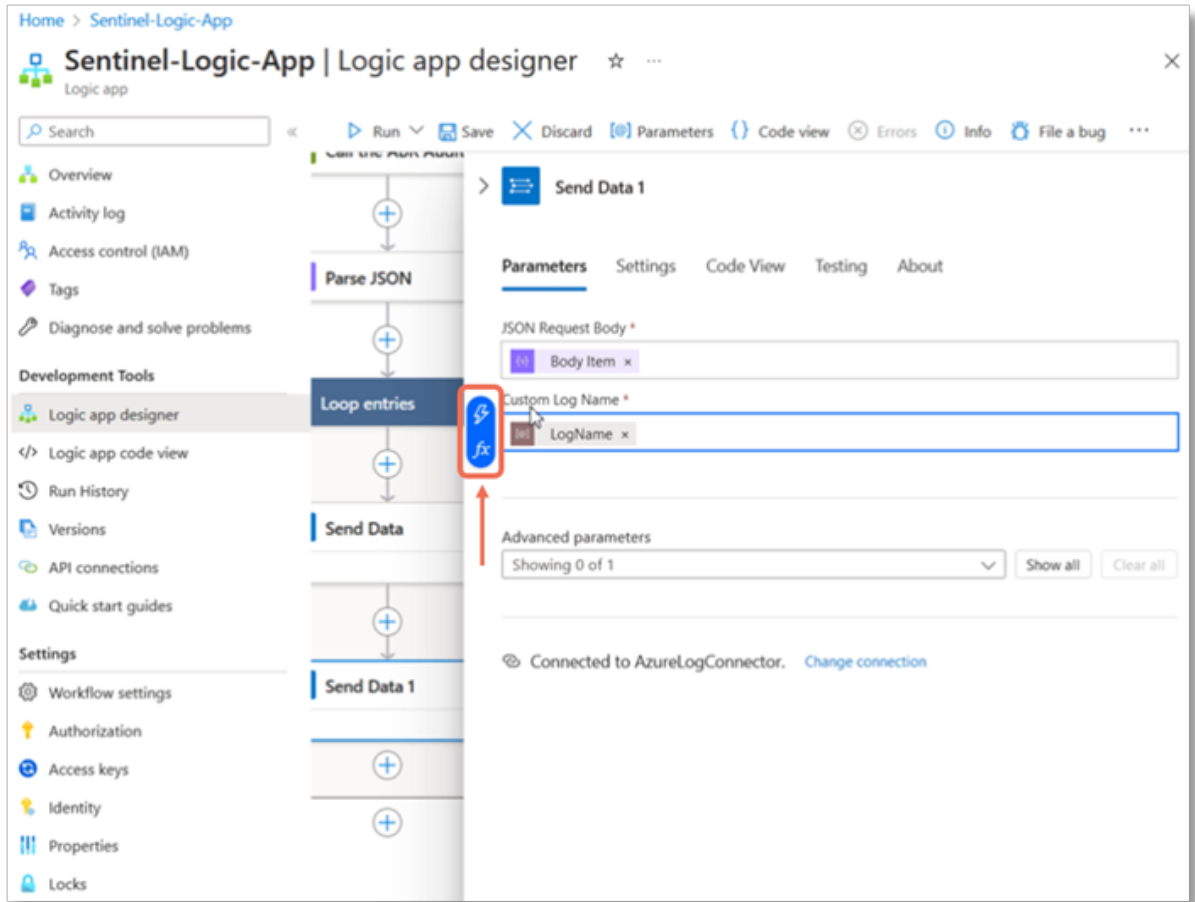 Home > Sentinel-Logic-App
Sentinel-Logic-App | Logic app designer
Logic app
Search
Run
Save
Discard
Parameters
Code view
Errors
Info
File a bug
Overview
Activity log
Access control (IAM)
Tags
Diagnose and solve problems
Development Tools
Logic app designer
Logic app code view
Run History
Versions
API connections
Quick start guides
Settings
Workflow settings
Authorization
Access keys
Identity
Properties
Locks
Parse JSON
Loop entries
Send Data
Send Data 1
Send Data 1
Parameters
Settings
Code View
Testing
About
JSON Request Body *
Body Item ×
Custom Log Name *
fx
LogName ×
Advanced parameters
Showing 0 of 1
Show all
Clear all
Connected to AzureLogConnector. Change connection